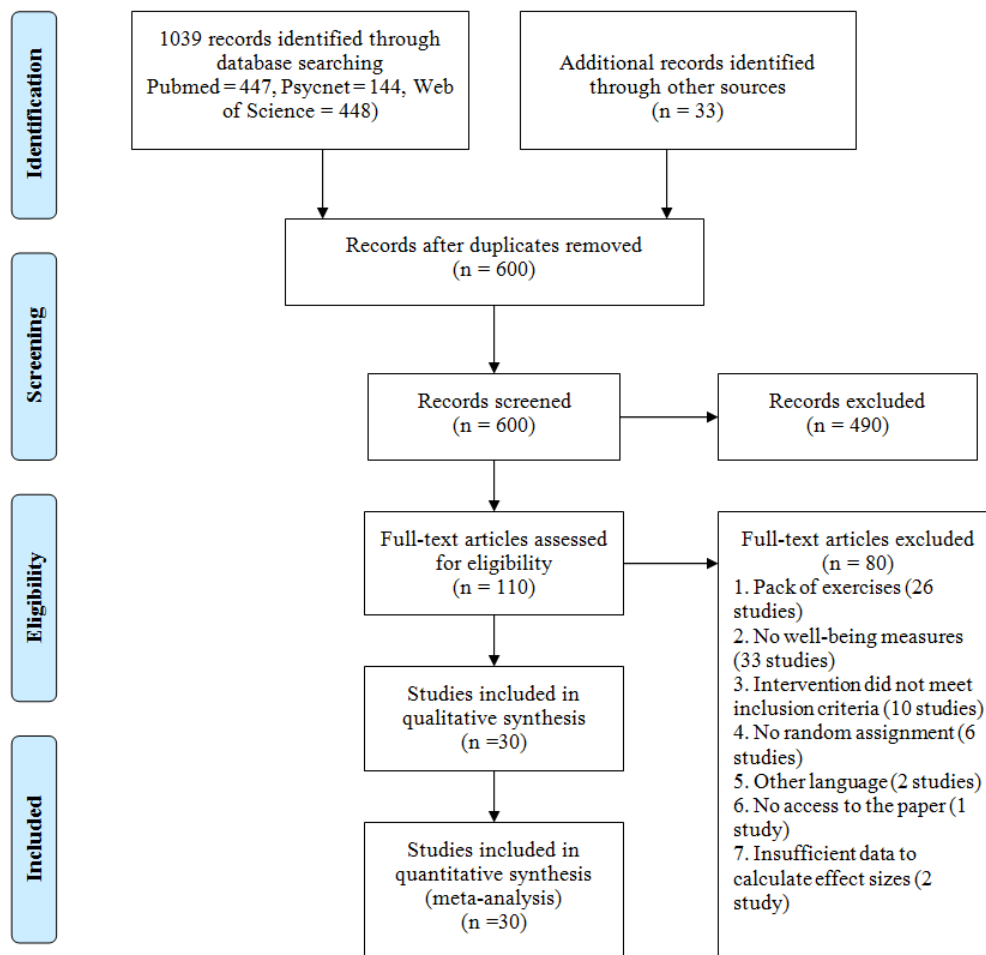 Identification
1039 records identified through
database searching
Pubmed = 447, Psycnet = 144, Web
of Science = 448)
Additional records identified
through other sources
(n = 33)
Records after duplicates removed
(n = 600)
Screening
Records screened
(n = 600)
Records excluded
(n = 490)
Eligibility
Full-text articles assessed
for eligibility
(n = 110)
Full-text articles excluded
(n = 80)
1. Pack of exercises (26
studies)
2. No well-being measures
(33 studies)
3. Intervention did not meet
inclusion criteria (10 studies)
4. No random assignment (6
studies)
5. Other language (2 studies)
6. No access to the paper (1
study)
7. Insufficient data to
calculate effect sizes (2
study)
Studies included in
qualitative synthesis
(n =30)
Included
Studies included in
quantitative synthesis
(meta-analysis)
(n =30)